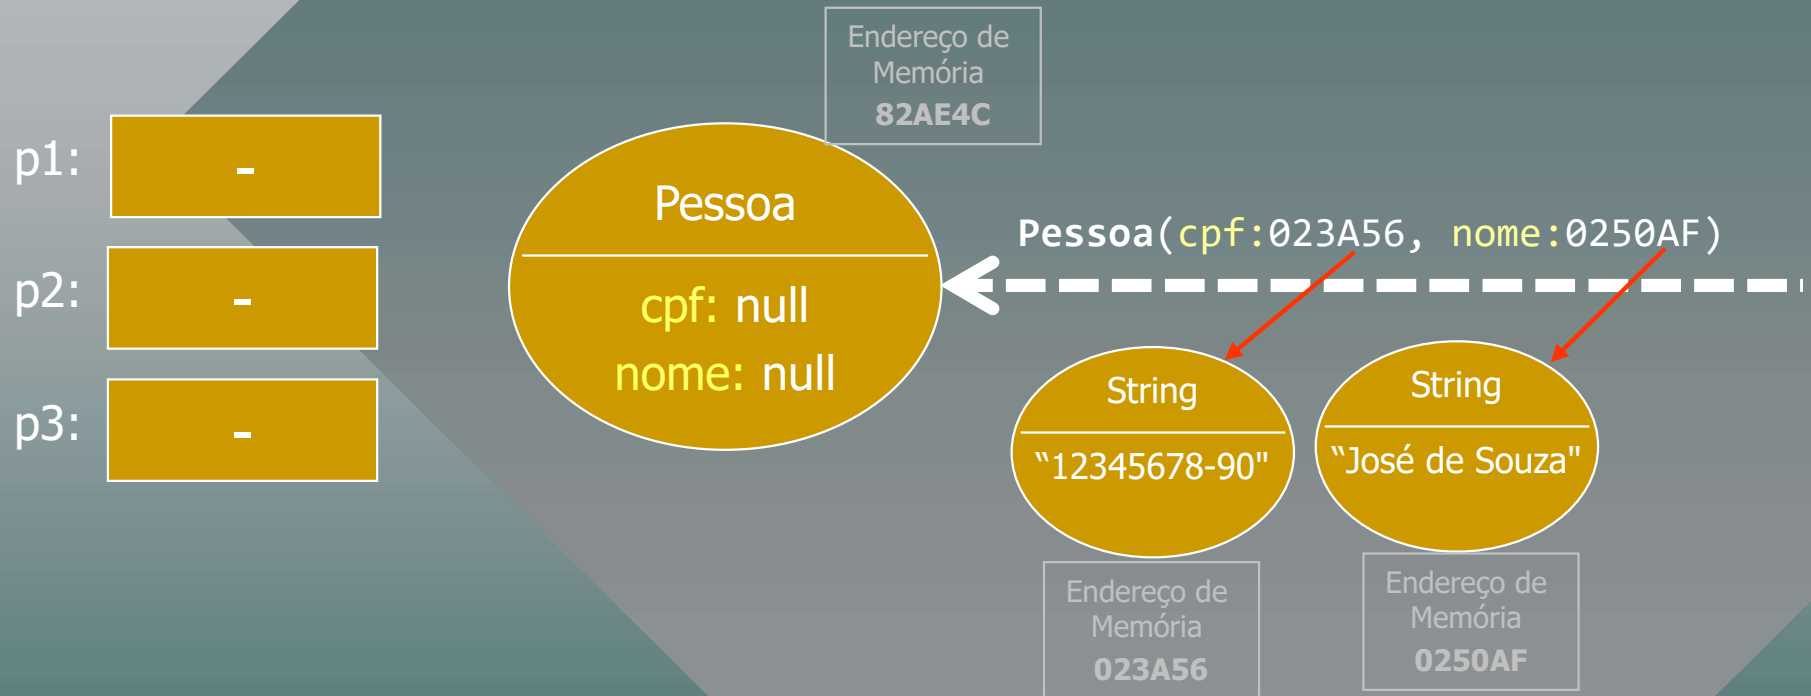 Endereço de
Memória
82AE4C
p1:
-
Pessoa
cpf: null
nome: null
Pessoa(cpf:023A56, nome:0250AF)
p2:
-
p3:
-
String
“12345678-90"
String
“José de Souza"
Endereço de
Memória
023A56
Endereço de
Memória
0250AF